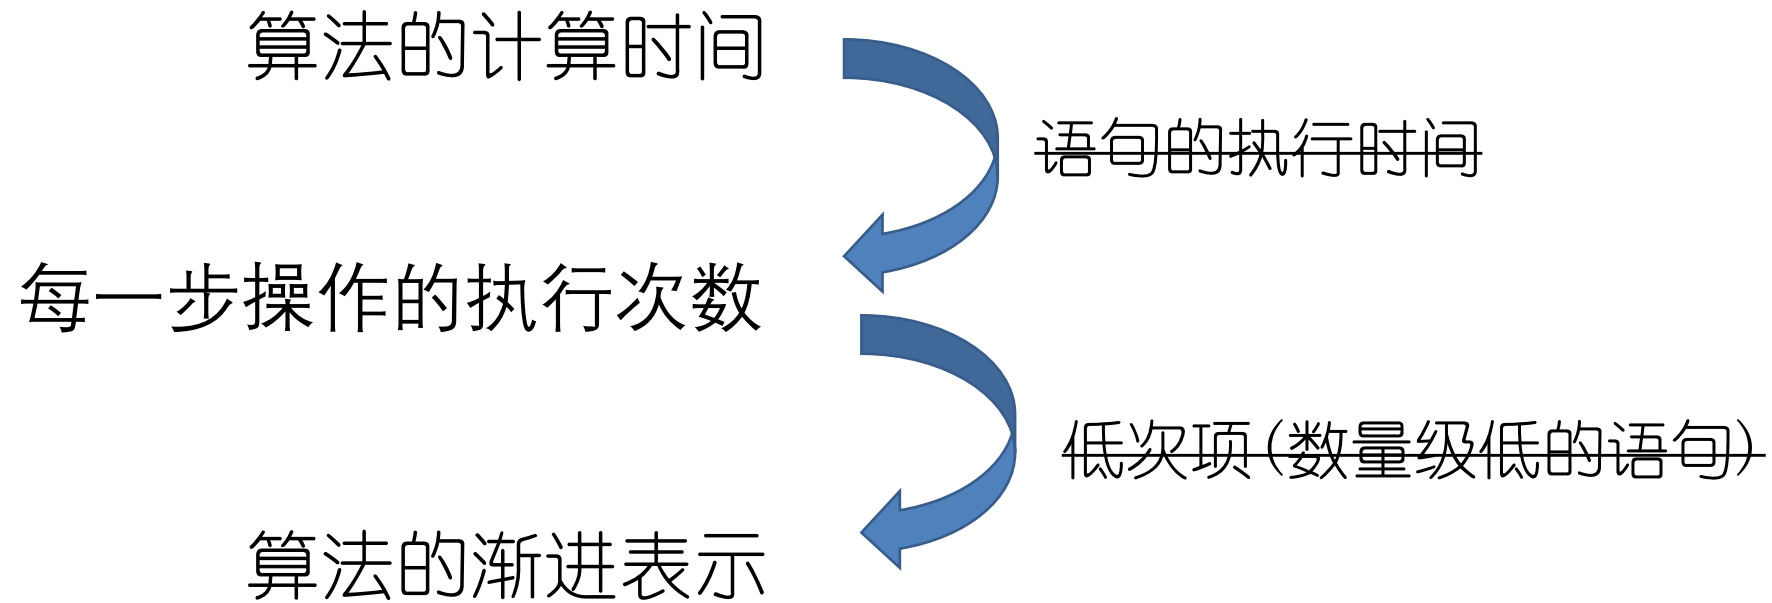 算法的计算时间
语句的执行时间
每一步操作的执行次数
低次项(数量级低的语句)
算法的渐进表示